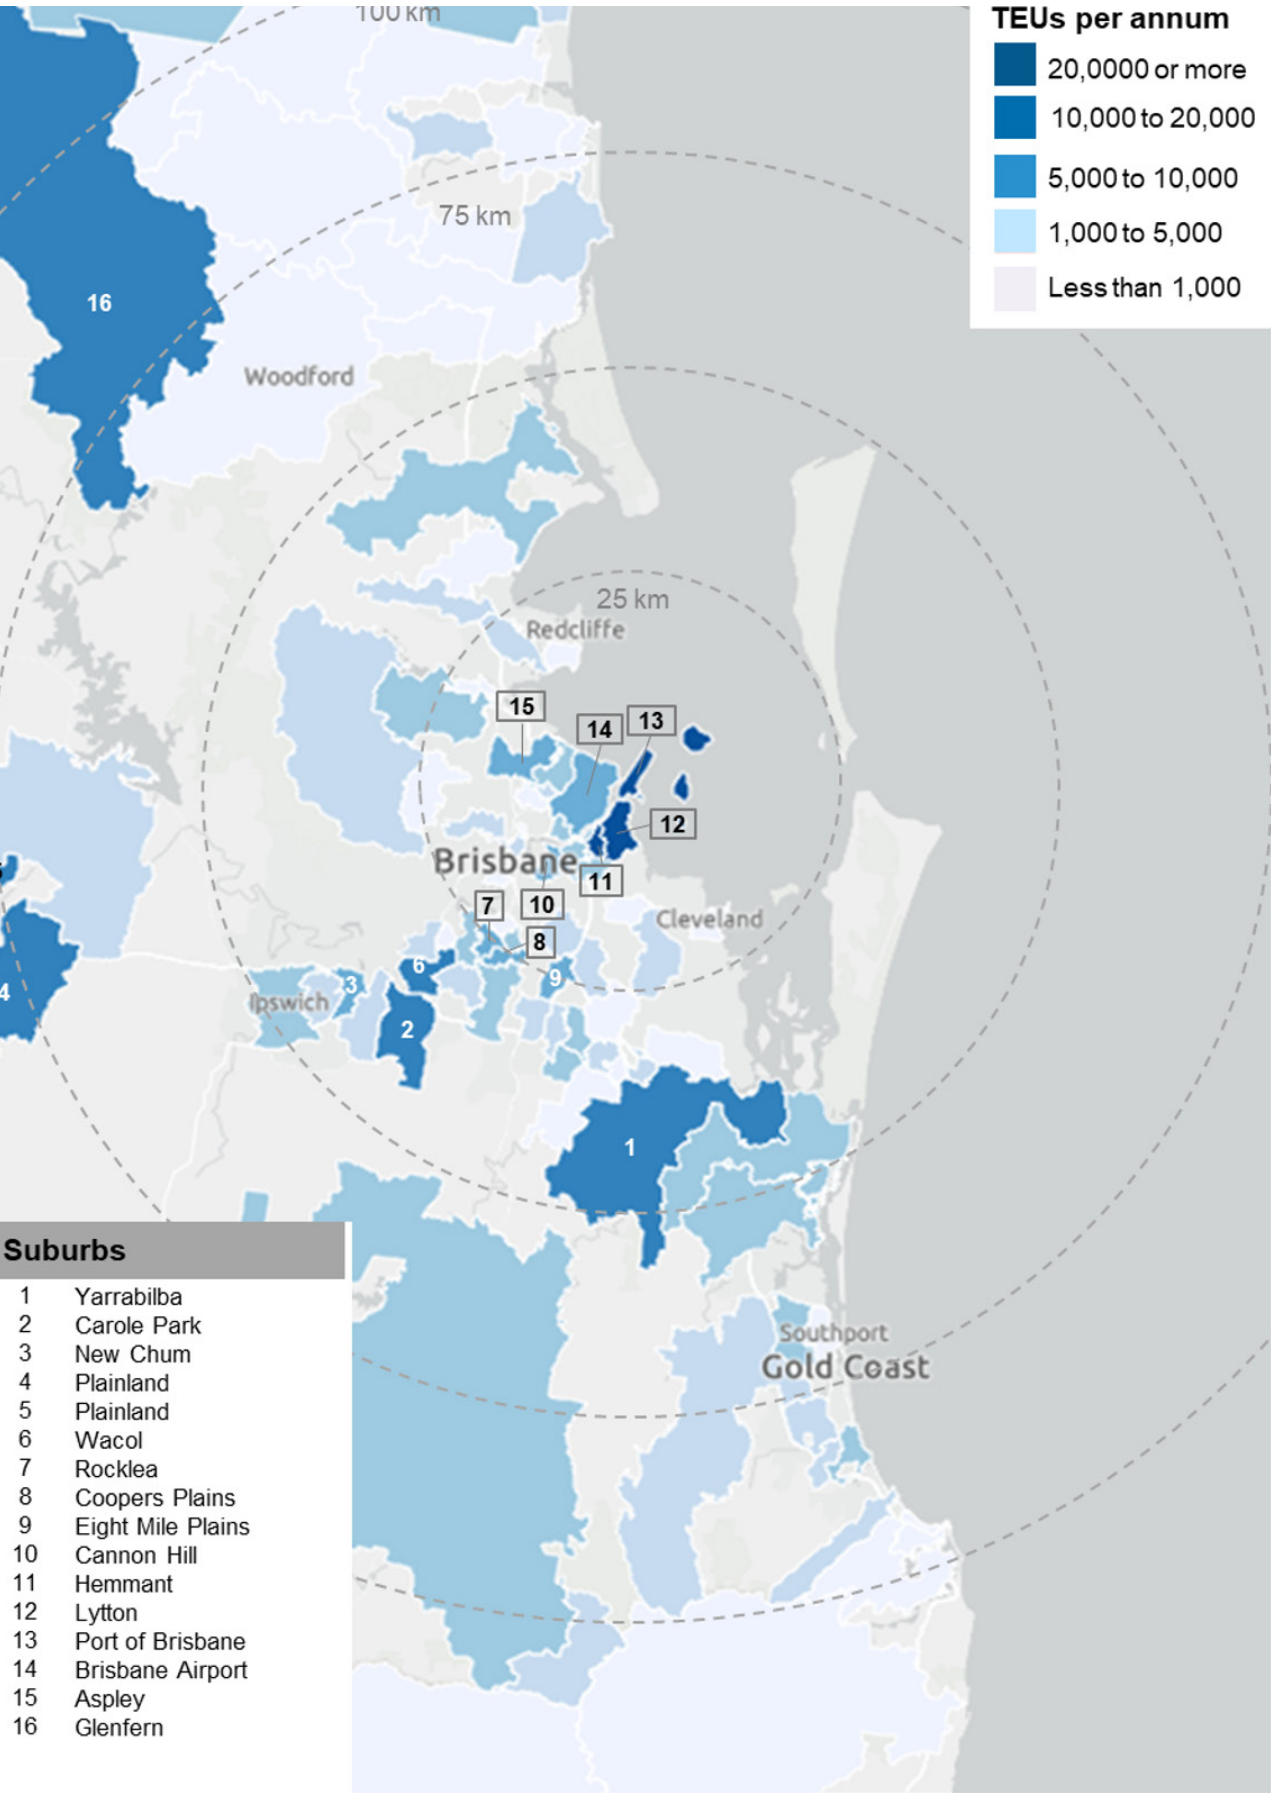 100 km
TEUs per annum
20,0000 or more
10,000 to 20,000
5,000 to 10,000
1,000 to 5,000
Less than 1,000
75 km
16
Woodford
25 km
Redcliffe
15
14
13
12
Brisbane
11
10
7
8
Cleveland
6
9
3
4
Ipswich
2
1
Southport
Gold Coast
Suburbs
1 Yarrabilba
2 Carole Park
3 New Chum
4 Plainland
5 Plainland
6 Wacol
7 Rocklea
8 Coopers Plains
9 Eight Mile Plains
10 Cannon Hill
11 Hemmant
12 Lytton
13 Port of Brisbane
14 Brisbane Airport
15 Aspley
16 Glenfern